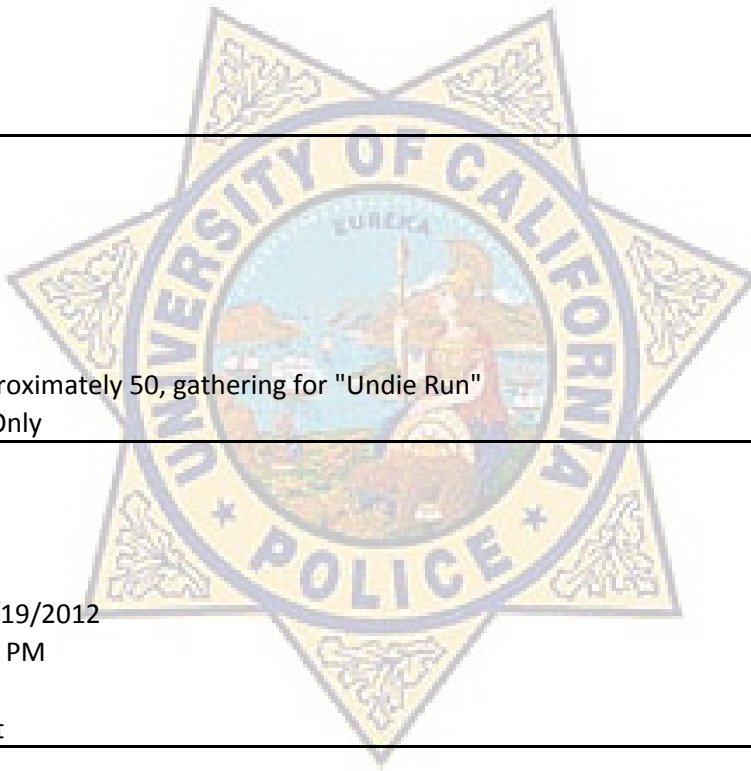 UNIVERSITY OF CALIFORNIA
EUREKA
roximately 50, gathering for "Undie Run"
Only
/19/2012
PM
t
POLICE